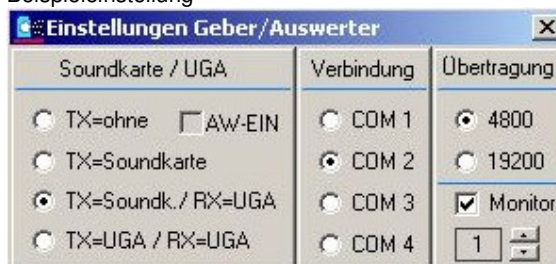 Beispieleinstellung
Einstellungen Geber/Auswerter
Soundkarte / UGA
TX=ohne AW-EIN
TX=Soundkarte
TX=Soundk./ RX=UGA
TX=UGA / RX=UGA
Verbindung
COM 1
COM 2
COM 3
COM 4
Übertragung
4800
19200
Monitor
1